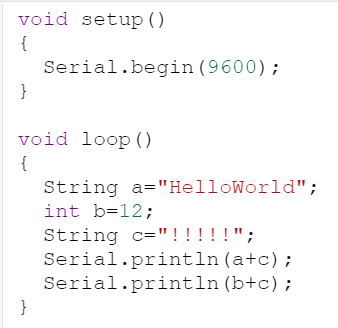 void setup()
{
  Serial.begin(9600);
}

void loop()
{
  String a="HelloWorld";
  int b=12;
  String c="!!!!!";
  Serial.println(a+c);
  Serial.println(b+c);
}